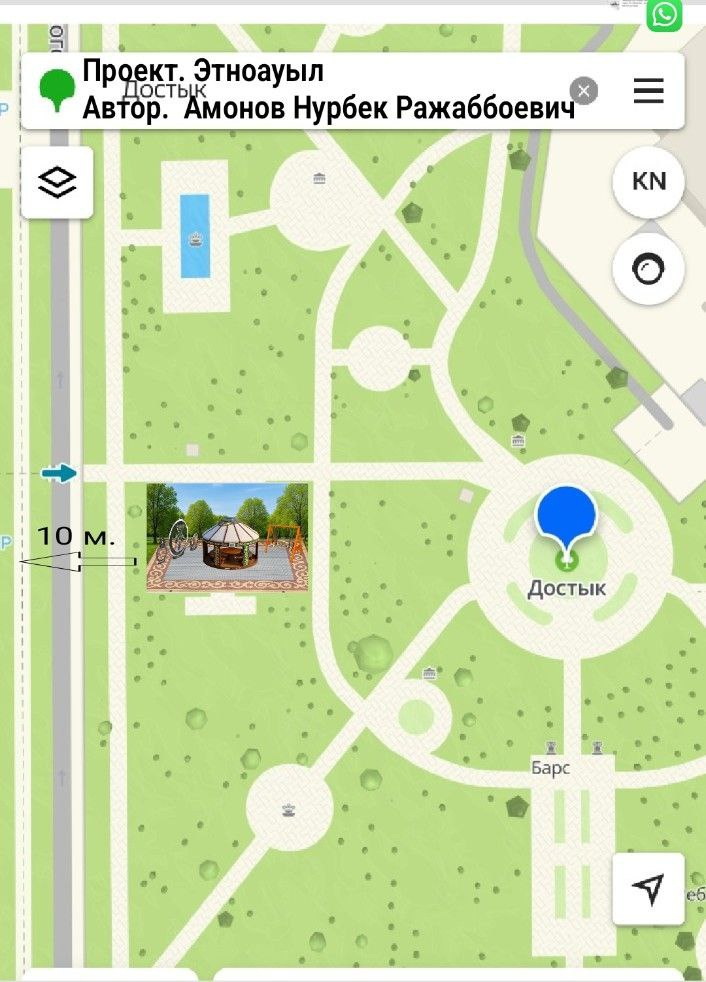 Проект. Этноауыл
Достык
Автор. Амонов Нурбек Ражаббоевич
KN
10 м.
Достык
Барс